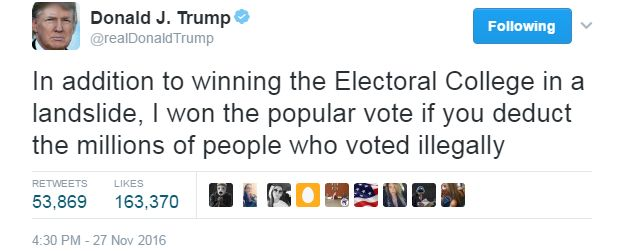 Donald J. Trump
@realDonaldTrump
Following
In addition to winning the Electoral College in a
landslide, I won the popular vote if you deduct
the millions of people who voted illegally
RETWEETS LIKES
53,869 163,370
4:30 PM - 27 Nov 2016